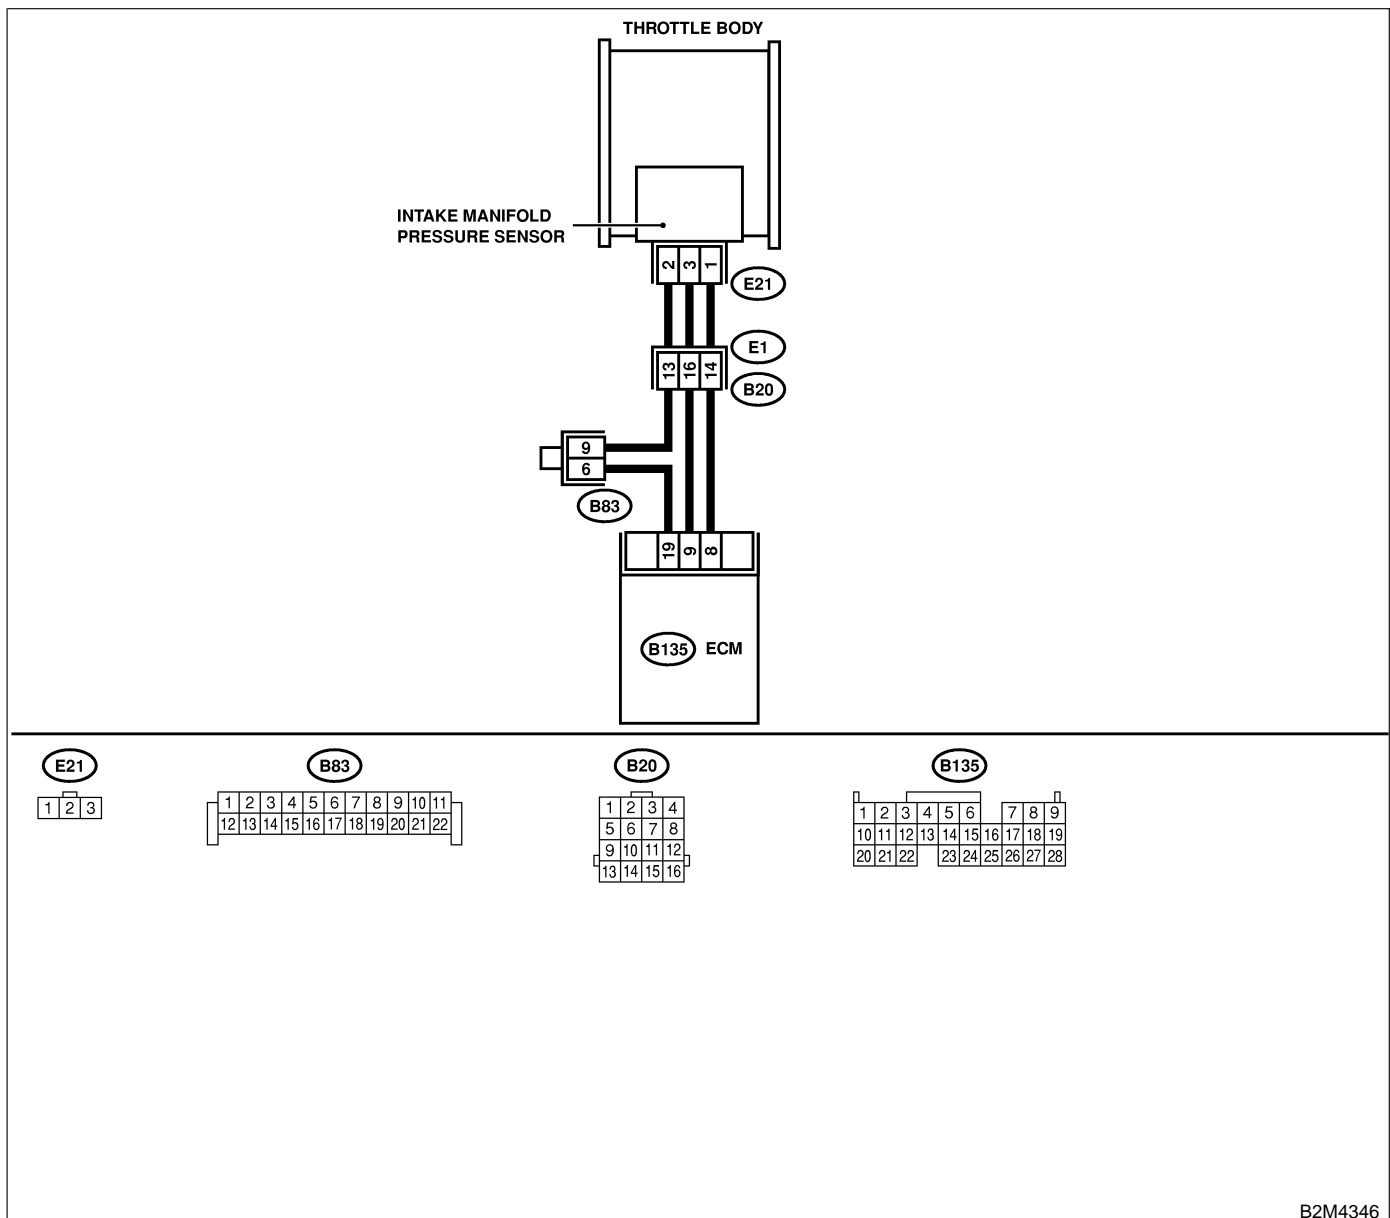 THROTTLE BODY
INTAKE MANIFOLD
PRESSURE SENSOR
2 3 1
E21
E1
13 16 14
B20
9
6
B83
19 9 8
B135 ECM
E21
1 2 3
B83
1 2 3 4 5 6 7 8 9 10 11
12 13 14 15 16 17 18 19 20 21 22
B20
1 2 3 4
5 6 7 8
9 10 11 12
13 14 15 16
B135
1 2 3 4 5 6 7 8 9
10 11 12 13 14 15 16 17 18 19
20 21 22 23 24 25 26 27 28
B2M4346